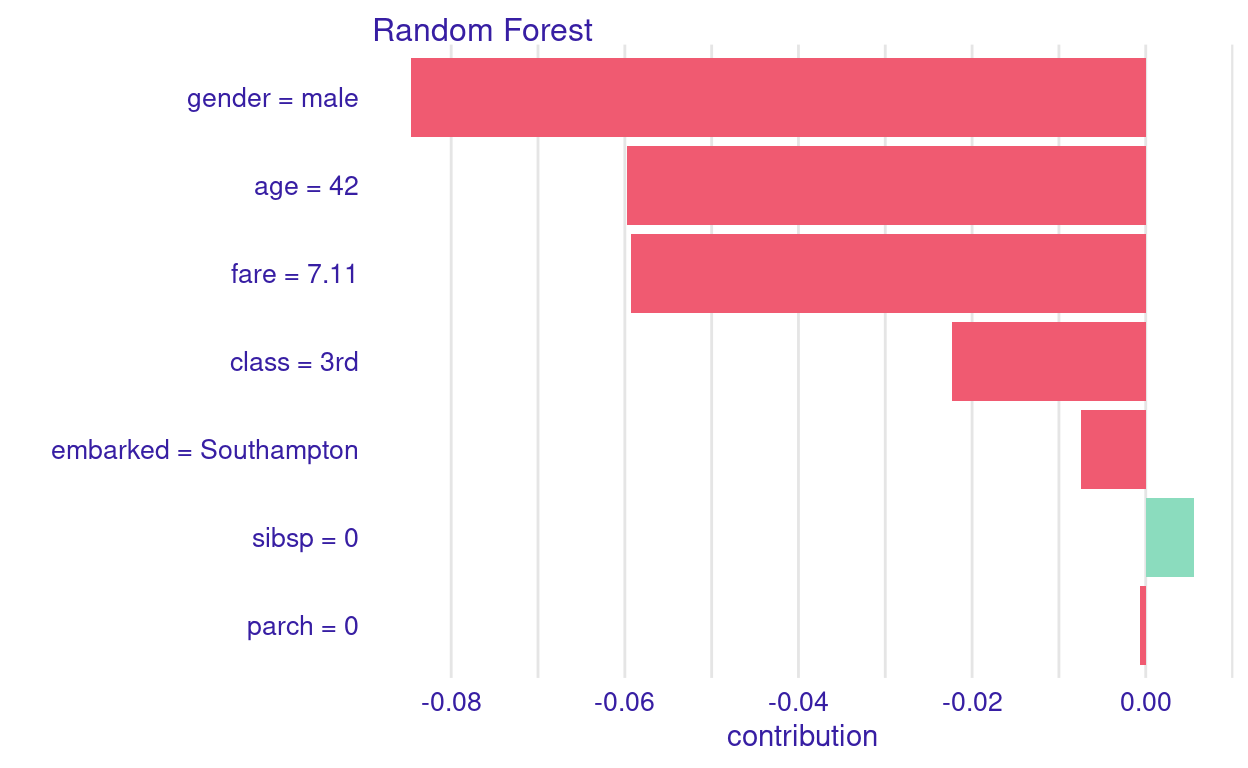 Random Forest
gender = male
age = 42
fare = 7.11
class = 3rd
embarked = Southampton
sibsp = 0
parch = 0
-0.08 -0.06 -0.04 -0.02 0.00
contribution